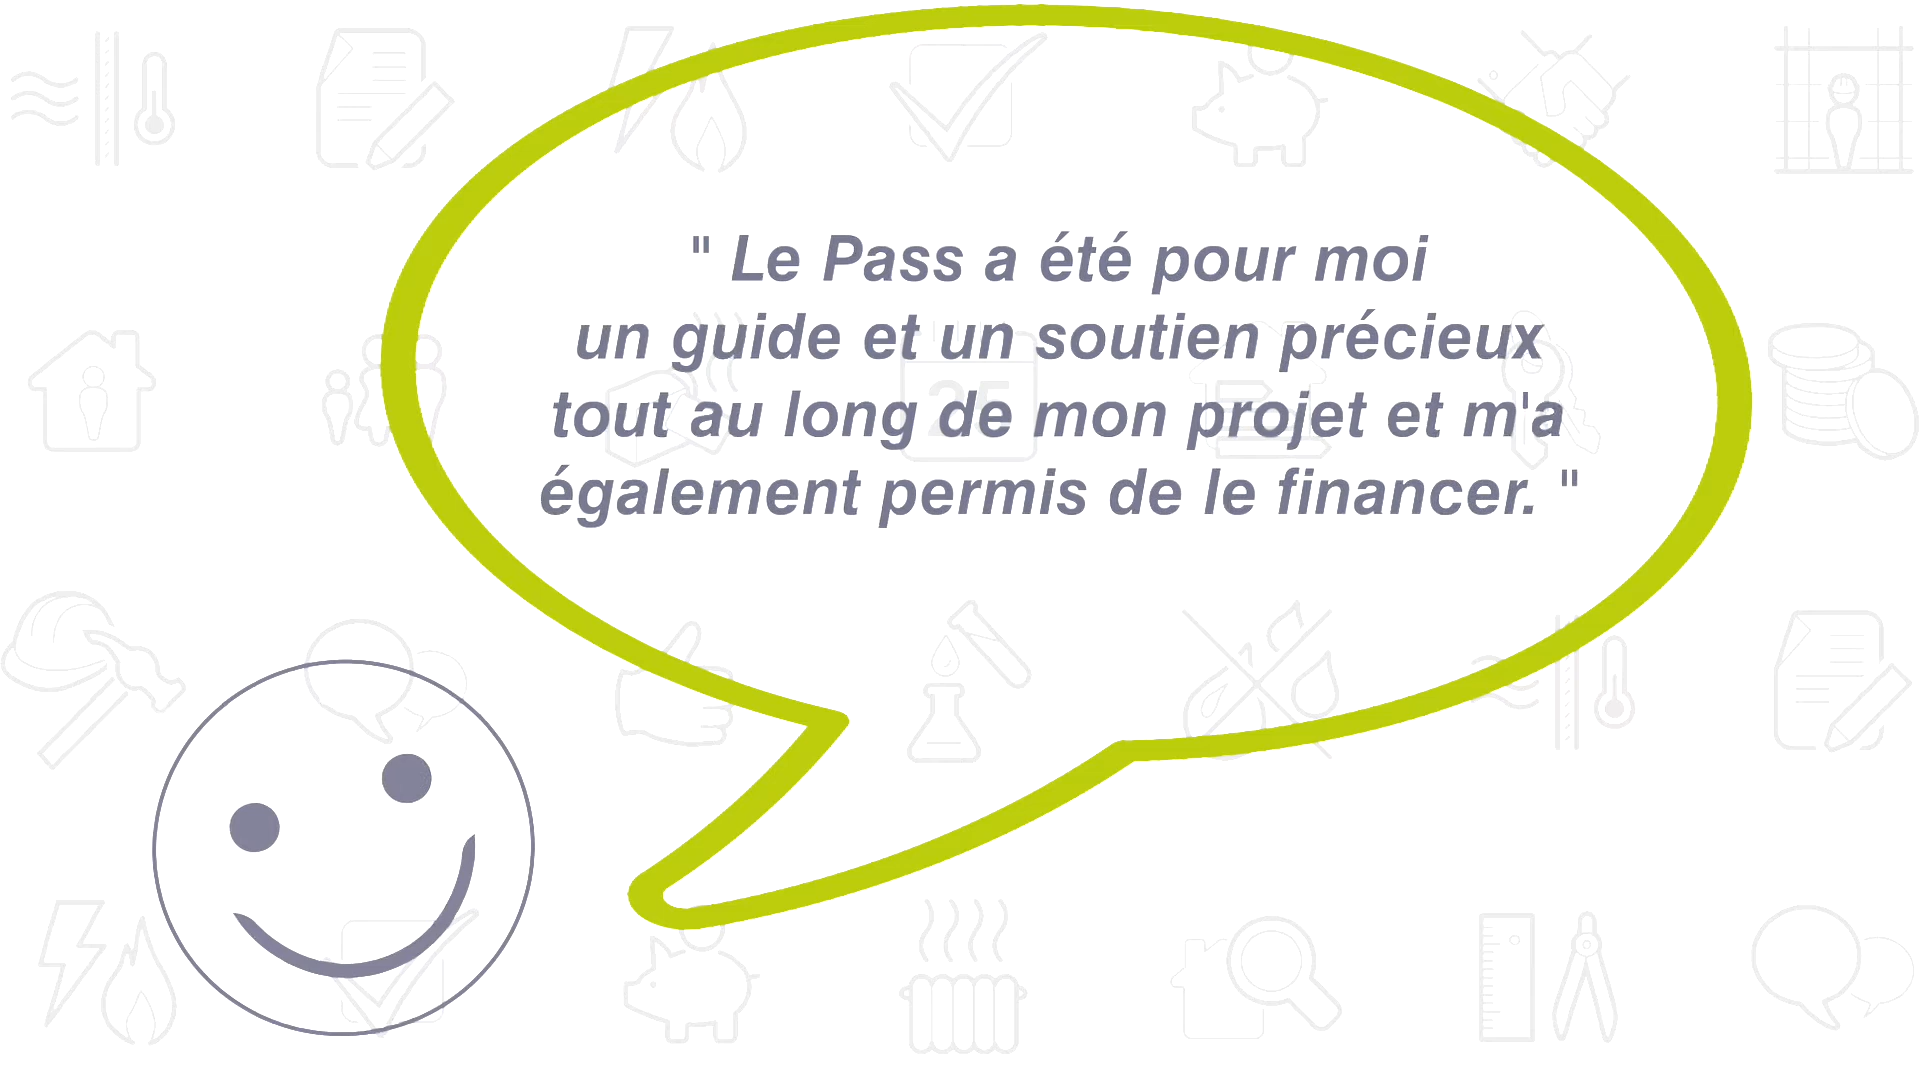 " Le Pass a été pour moi
un guide et un soutien précieux
tout au long de mon projet et m'a
également permis de le financer. "
25